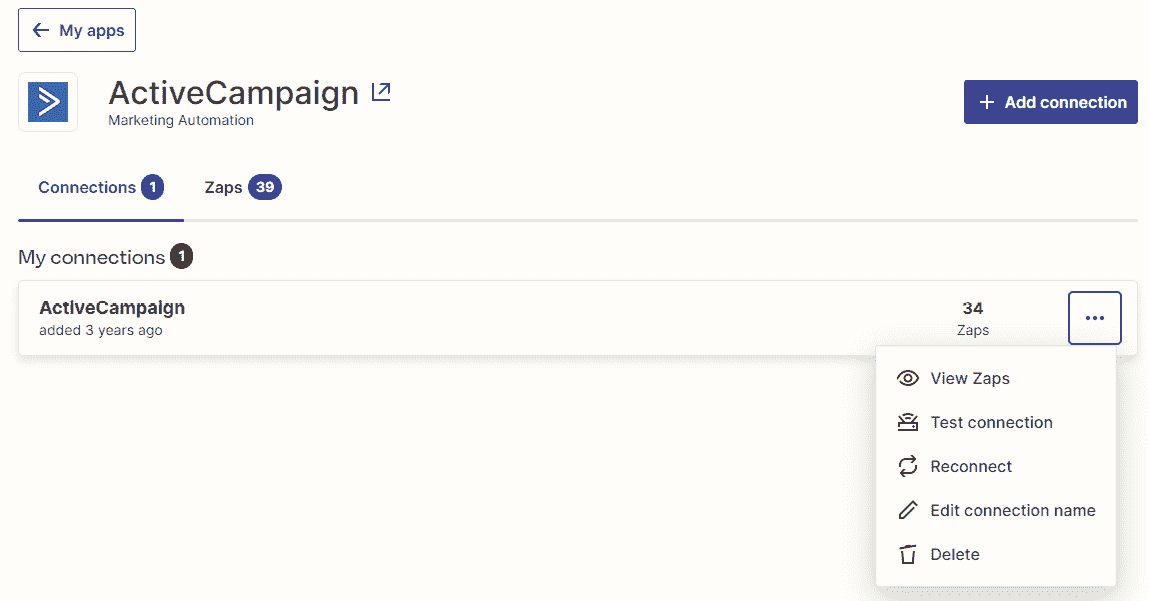 My apps
ActiveCampaign
Marketing Automation
Add connection
Connections 1
Zaps 39
My connections 1
ActiveCampaign
added 3 years ago
34
Zaps
View Zaps
Test connection
Reconnect
Edit connection name
Delete